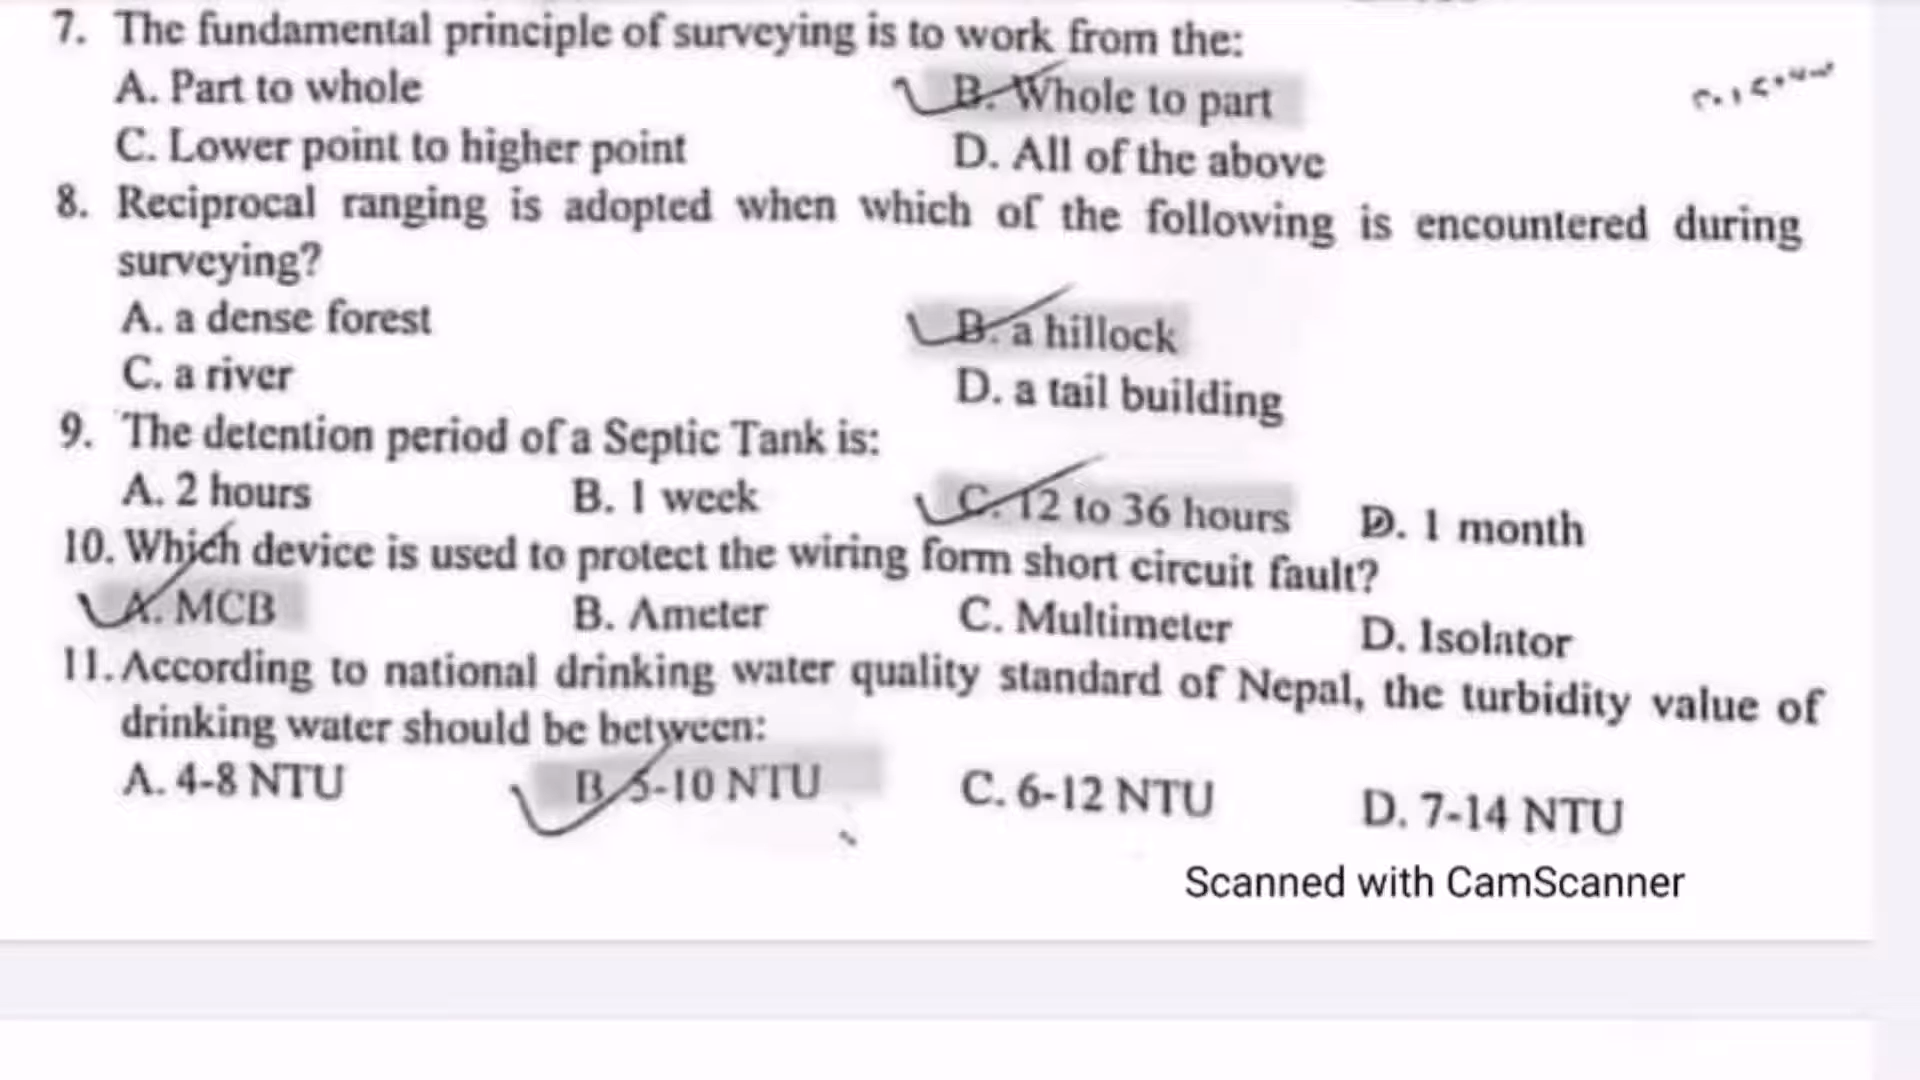 7. The fundamental principle of surveying is to work from the:
A. Part to whole B. Whole to part
C. Lower point to higher point D. All of the above
8. Reciprocal ranging is adopted when which of the following is encountered during
surveying?
A. a dense forest B. a hillock
C. a river D. a tail building
9. The detention period of a Septic Tank is:
A. 2 hours B. 1 week C. 12 to 36 hours D. 1 month
10. Which device is used to protect the wiring form short circuit fault?
A. MCB B. Ameter C. Multimeter D. Isolator
11. According to national drinking water quality standard of Nepal, the turbidity value of
drinking water should be between:
A. 4-8 NTU B. 5-10 NTU C. 6-12 NTU D. 7-14 NTU
Scanned with CamScanner